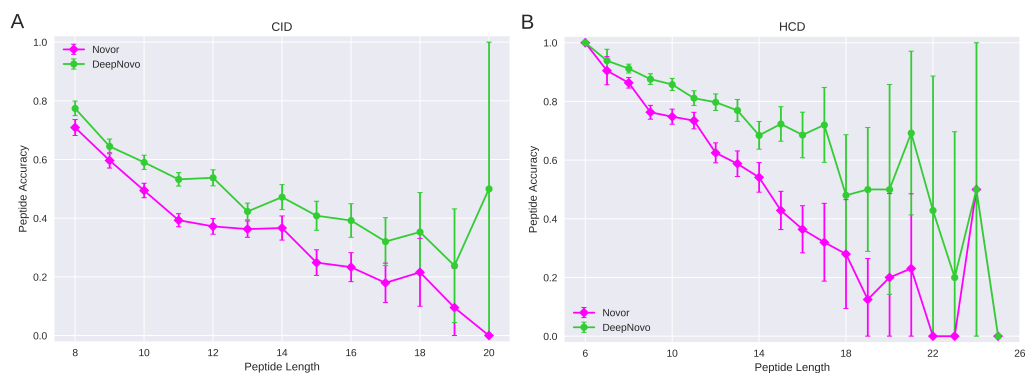 A
CID
Novor
DeepNovo
Peptide Accuracy
1.0
0.8
0.6
0.4
0.2
0.0
8 10 12 14 16 18 20
Peptide Length
B
HCD
Novor
DeepNovo
Peptide Accuracy
1.0
0.8
0.6
0.4
0.2
0.0
6 10 14 18 22 26
Peptide Length